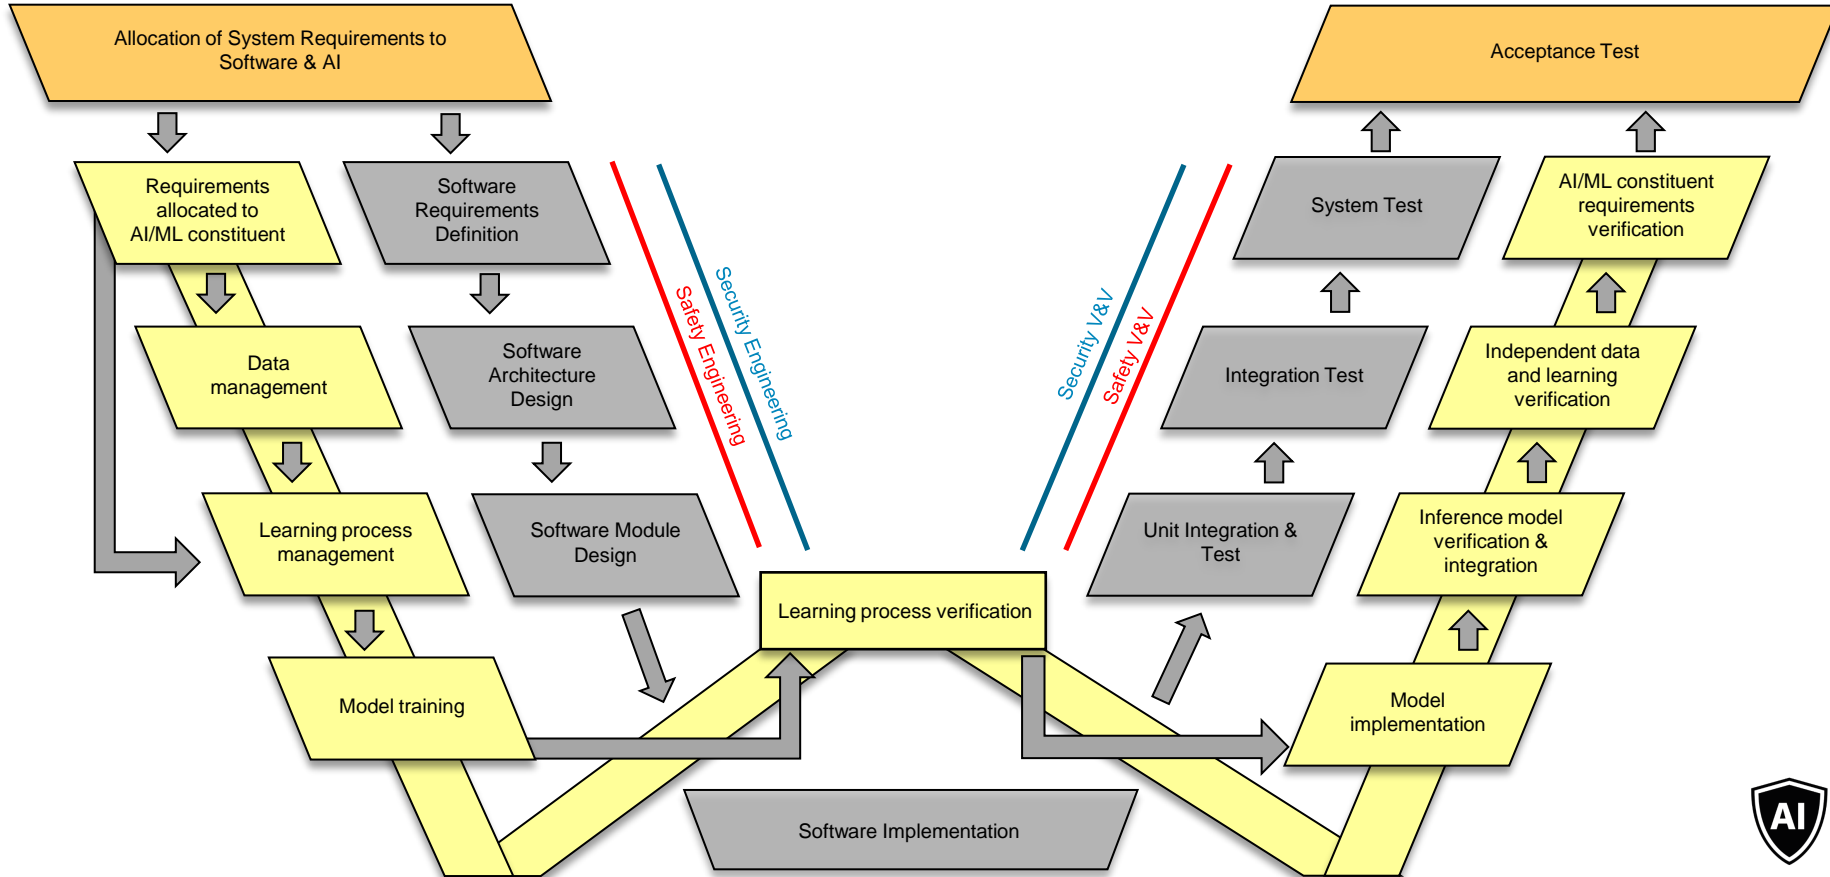 Allocation of System Requirements to
Software & AI
Acceptance Test
Requirements
allocated to
AI/ML constituent
Software
Requirements
Definition
System Test
AI/ML constituent
requirements
verification
Safety Engineering
Security Engineering
Security V&V
Safety V&V
Data
management
Software
Architecture
Design
Integration Test
Independent data
and learning
verification
Learning process
management
Software Module
Design
Unit Integration &
Test
Inference model
verification &
integration
Learning process verification
Model training
Model
implementation
Software Implementation
AI